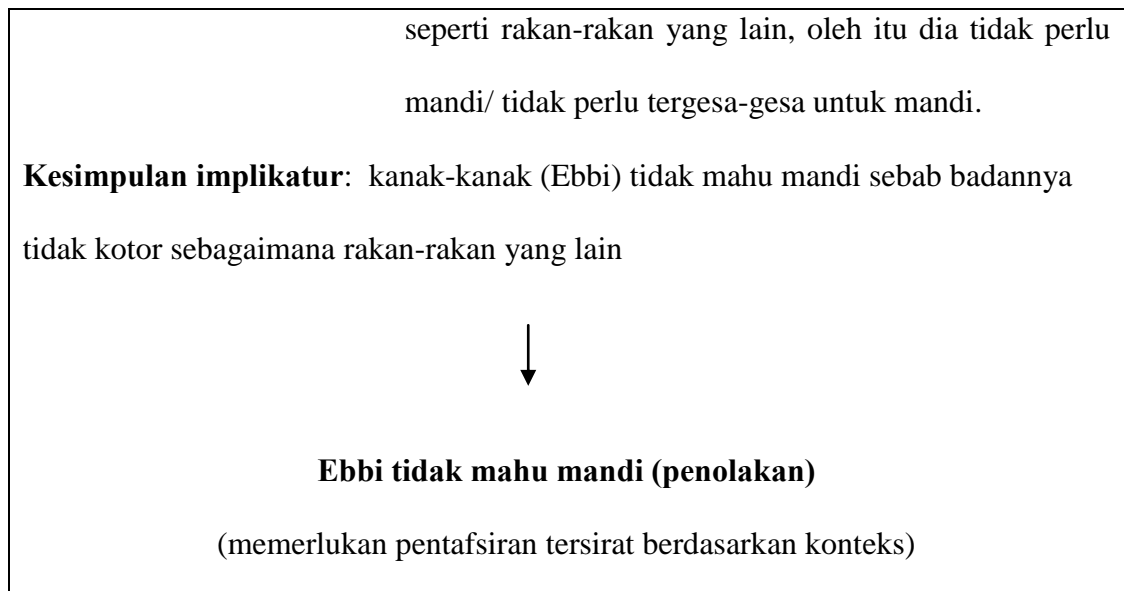 seperti rakan-rakan yang lain, oleh itu dia tidak perlu
mandi/ tidak perlu tergesa-gesa untuk mandi.
Kesimpulan implikatur: kanak-kanak (Ebbi) tidak mahu mandi sebab badannya
tidak kotor sebagaimana rakan-rakan yang lain
Ebbi tidak mahu mandi (penolakan)
(memerlukan pentafsiran tersirat berdasarkan konteks)